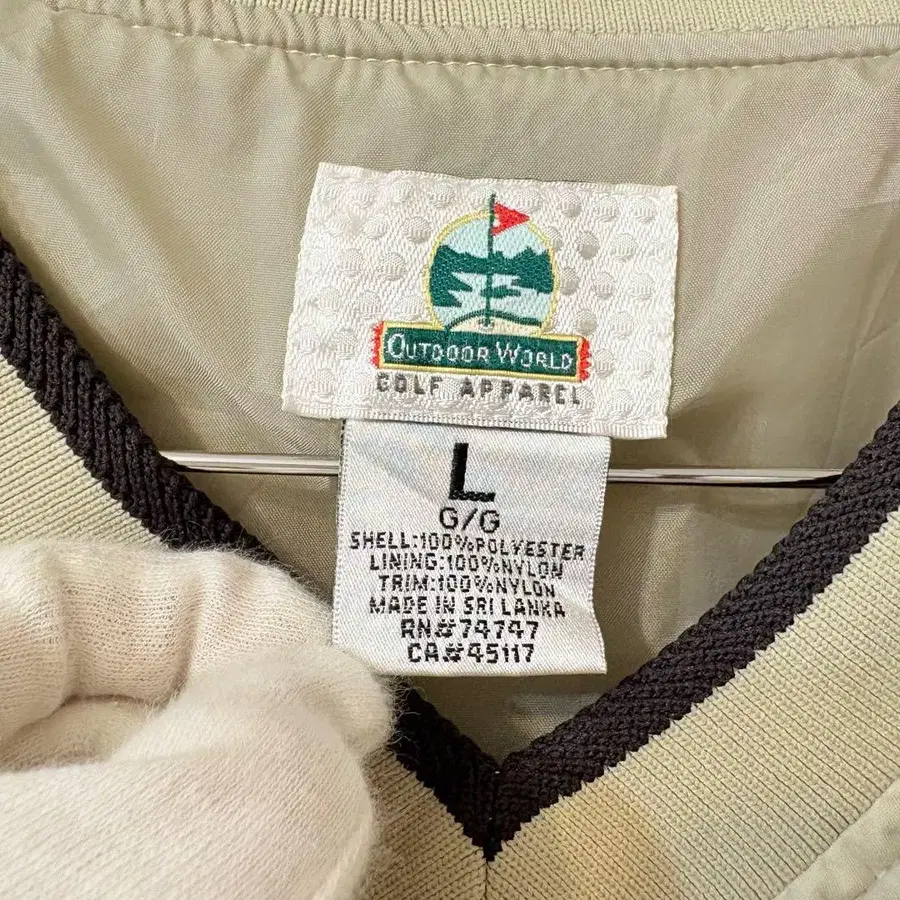 OUTDOOR WORLD
GOLF APPAREL
L
G/G
SHELL:100%POLYESTER
LINING:100%NYLON
TRIM:100%NYLON
MADE IN SRI LANKA
RN#74747
CA#45117